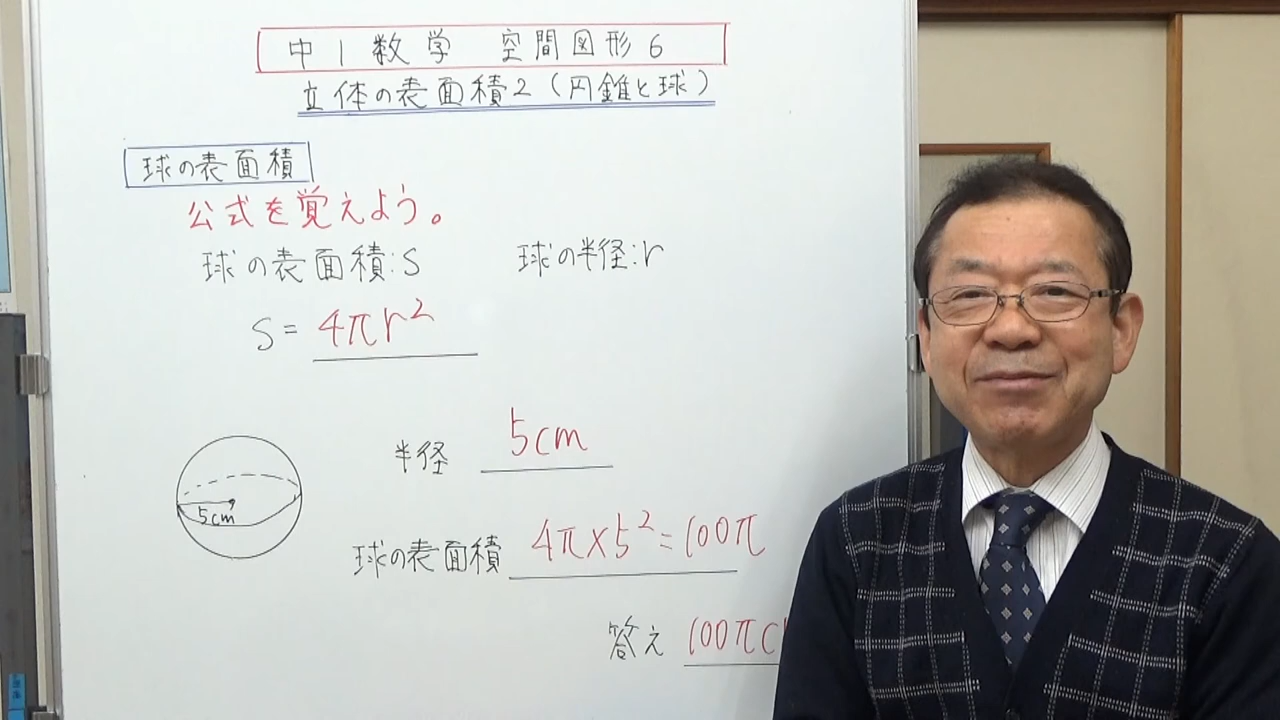 中1数学 空間図形6
立体の表面積2（円錐と球）
球の表面積
公式を覚えよう。
球の表面積:S 球の半径:r
S= 4πr²
半径 5cm
5cm
球の表面積 4π×5²=100π
答え 100πc